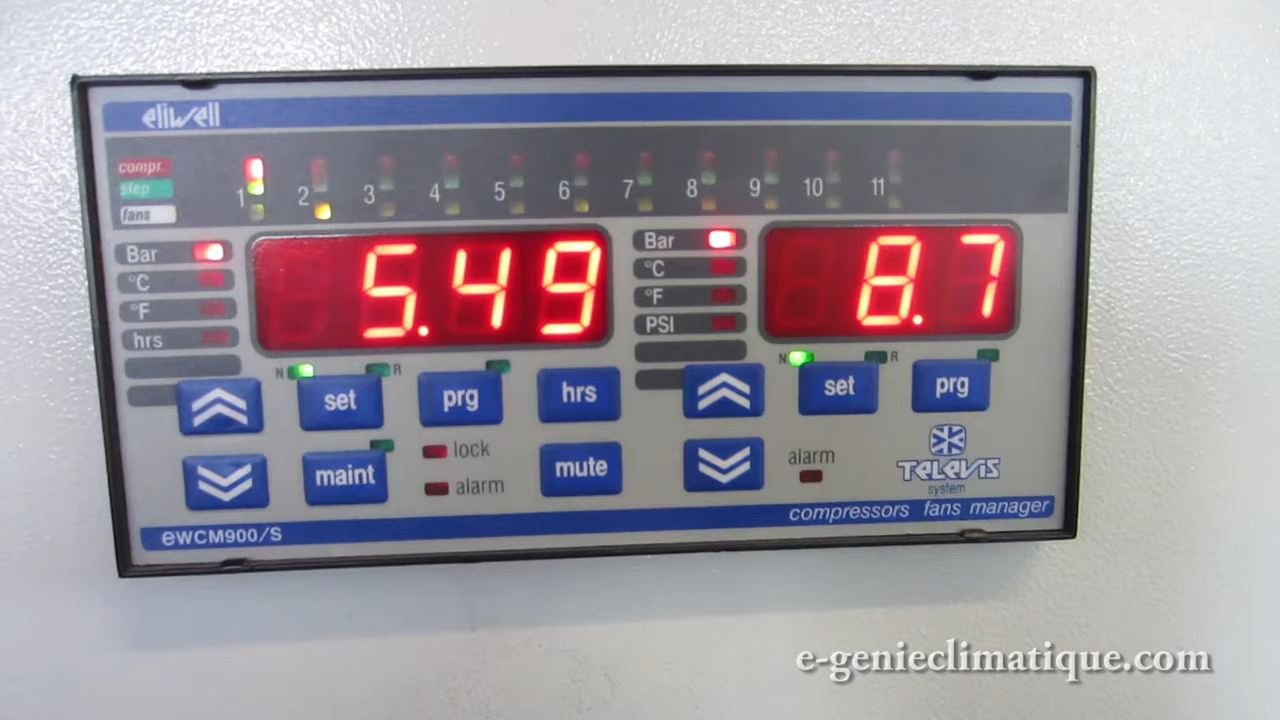 eliwell
compr.
step
fans
1 2 3 4 5 6 7 8 9 10 11
Bar
°C
°F
hrs
5.49
Bar
°C
°F
PSI
8.7
N R
set prg hrs
maint
lock
alarm
mute
N R
set prg
alarm
TELEVIS
system
compressors fans manager
eWCM900/S
e-genieclimatique.com